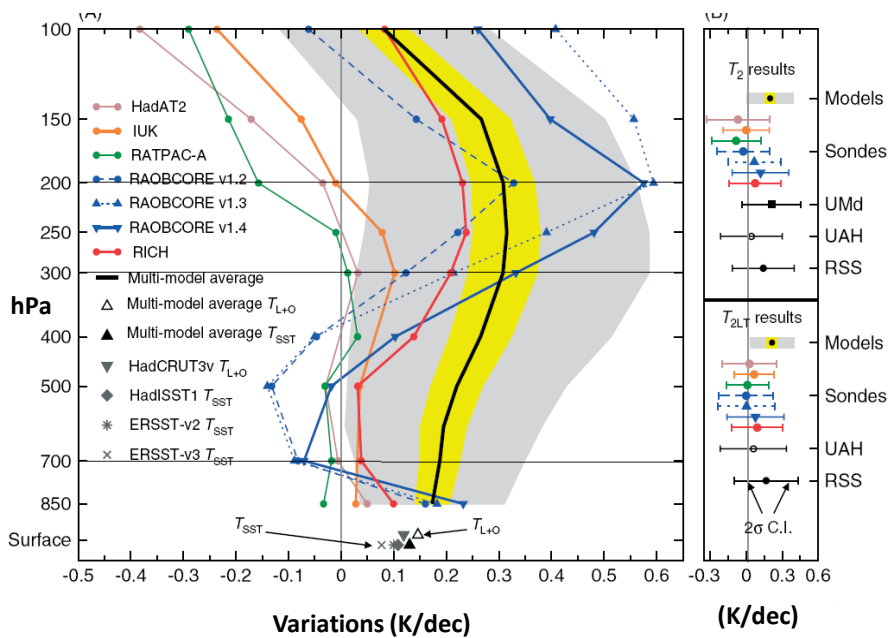 (A)
100
150
200
250
300
hPa
400
500
700
850
Surface
HadAT2
IUK
RATPAC-A
RAOBCORE v1.2
RAOBCORE v1.3
RAOBCORE v1.4
RICH
Multi-model average
Multi-model average T_L+O
Multi-model average T_SST
HadCRUT3v T_L+O
HadISST1 T_SST
ERSST-v2 T_SST
ERSST-v3 T_SST
T_SST
T_L+O
-0.5
-0.4
-0.3
-0.2
-0.1
0
0.1
0.2
0.3
0.4
0.5
0.6
Variations (K/dec)
(B)
T_2 results
Models
Sondes
UMd
UAH
RSS
T_2LT results
Models
Sondes
UAH
RSS
2σ C.I.
-0.3
0
0.3
0.6
(K/dec)